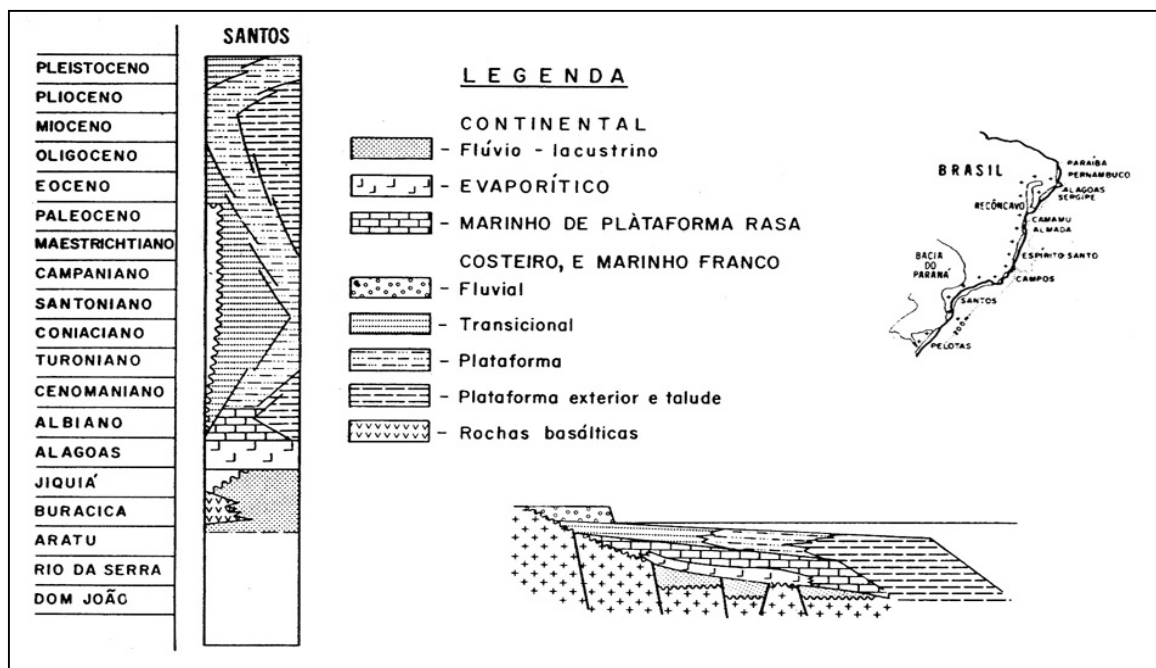 SANTOS
PLEISTOCENO
PLIOCENO
MIOCENO
OLIGOCENO
EOCENO
PALEOCENO
MAESTRICHTIANO
CAMPANIANO
SANTONIANO
CONIACIANO
TURONIANO
CENOMANIANO
ALBIANO
ALAGOAS
JIQUIÁ
BURACICA
ARATU
RIO DA SERRA
DOM JOÃO
LEGENDA
CONTINENTAL
- Flúvio - lacustrino
- EVAPORÍTICO
- MARINHO DE PLÀTAFORMA RASA
COSTEIRO, E MARINHO FRANCO
- Fluvial
- Transicional
- Plataforma
- Plataforma exterior e talude
- Rochas basálticas
BRASIL
PARAÍBA
PERNAMBUCO
ALAGOAS
SERGIPE
RECÔNCAVO
CAMAMU
ALMADA
ESPÍRITO SANTO
BACIA
DO
PARANÁ
CAMPOS
SANTOS
PELOTAS